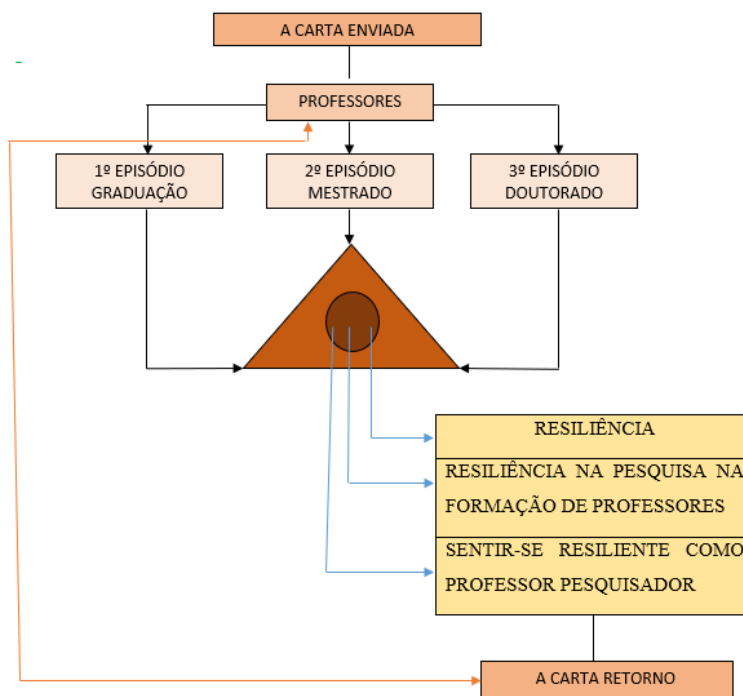 A CARTA ENVIADA
PROFESSORES
1º EPISÓDIO
GRADUAÇÃO
2º EPISÓDIO
MESTRADO
3º EPISÓDIO
DOUTORADO
RESILIÊNCIA
RESILIÊNCIA NA PESQUISA NA
FORMAÇÃO DE PROFESSORES
SENTIR-SE RESILIENTE COMO
PROFESSOR PESQUISADOR
A CARTA RETORNO